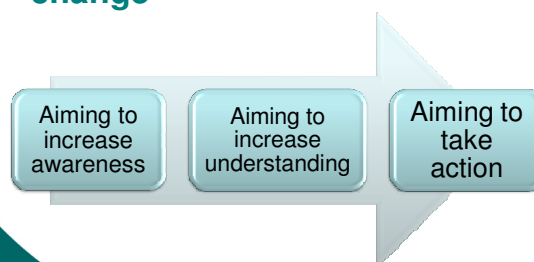 change
Aiming to
increase
awareness
Aiming to
increase
understanding
Aiming to
take
action